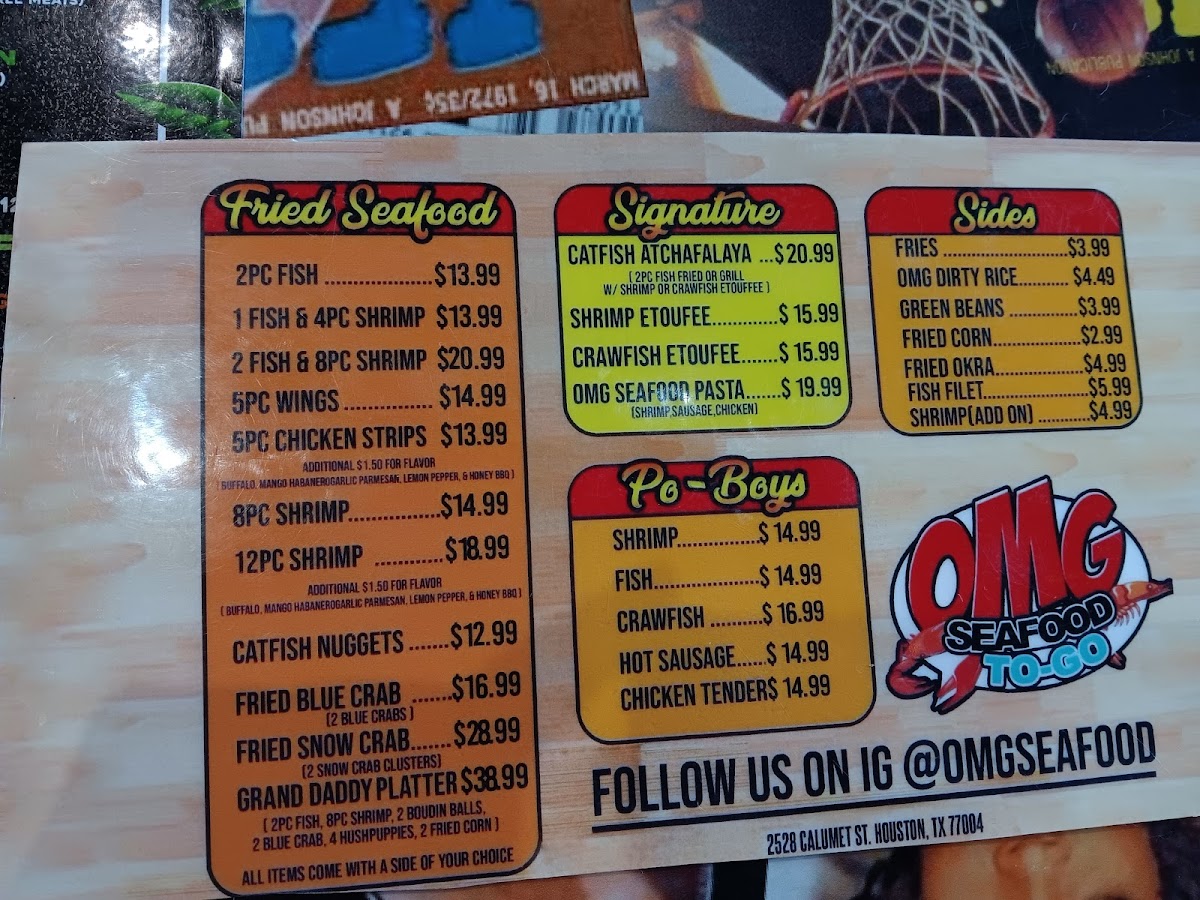 MARCH 16, 1972/35¢ A JOHNSON PU
A JOHNSON PUBLICATION
Fried Seafood
2PC FISH ....................$13.99
1 FISH & 4PC SHRIMP $13.99
2 FISH & 8PC SHRIMP $20.99
5PC WINGS ................ $14.99
5PC CHICKEN STRIPS $13.99
ADDITIONAL $1.50 FOR FLAVOR
( BUFFALO, MANGO HABANEROGARLIC PARMESAN, LEMON PEPPER, & HONEY BBQ )
8PC SHRIMP.................$14.99
12PC SHRIMP ............$18.99
ADDITIONAL $1.50 FOR FLAVOR
( BUFFALO, MANGO HABANEROGARLIC PARMESAN, LEMON PEPPER, & HONEY BBQ )
CATFISH NUGGETS .......$12.99
FRIED BLUE CRAB .......$16.99
(2 BLUE CRABS )
FRIED SNOW CRAB.......$28.99
(2 SNOW CRAB CLUSTERS)
GRAND DADDY PLATTER $38.99
( 2PC FISH, 8PC SHRIMP, 2 BOUDIN BALLS,
2 BLUE CRAB, 4 HUSHPUPPIES, 2 FRIED CORN )
ALL ITEMS COME WITH A SIDE OF YOUR CHOICE
Signature
CATFISH ATCHAFALAYA ...$20.99
( 2PC FISH FRIED OR GRILL
W/ SHRIMP OR CRAWFISH ETOUFFEE )
SHRIMP ETOUFEE............$ 15.99
CRAWFISH ETOUFEE.......$ 15.99
OMG SEAFOOD PASTA......$ 19.99
(SHRIMP,SAUSAGE,CHICKEN)
Po-Boys
SHRIMP...............$ 14.99
FISH...................$ 14.99
CRAWFISH ..........$ 16.99
HOT SAUSAGE......$ 14.99
CHICKEN TENDER$ 14.99
Sides
FRIES ........................$3.99
OMG DIRTY RICE.......... $4.49
GREEN BEANS .............$3.99
FRIED CORN.................$2.99
FRIED OKRA.................$4.99
FISH FILET....................$5.99
SHRIMP(ADD ON) ..........$4.99
OMG
SEAFOOD
TO-GO
FOLLOW US ON IG @OMGSEAFOOD
2528 CALUMET ST. HOUSTON, TX 77004